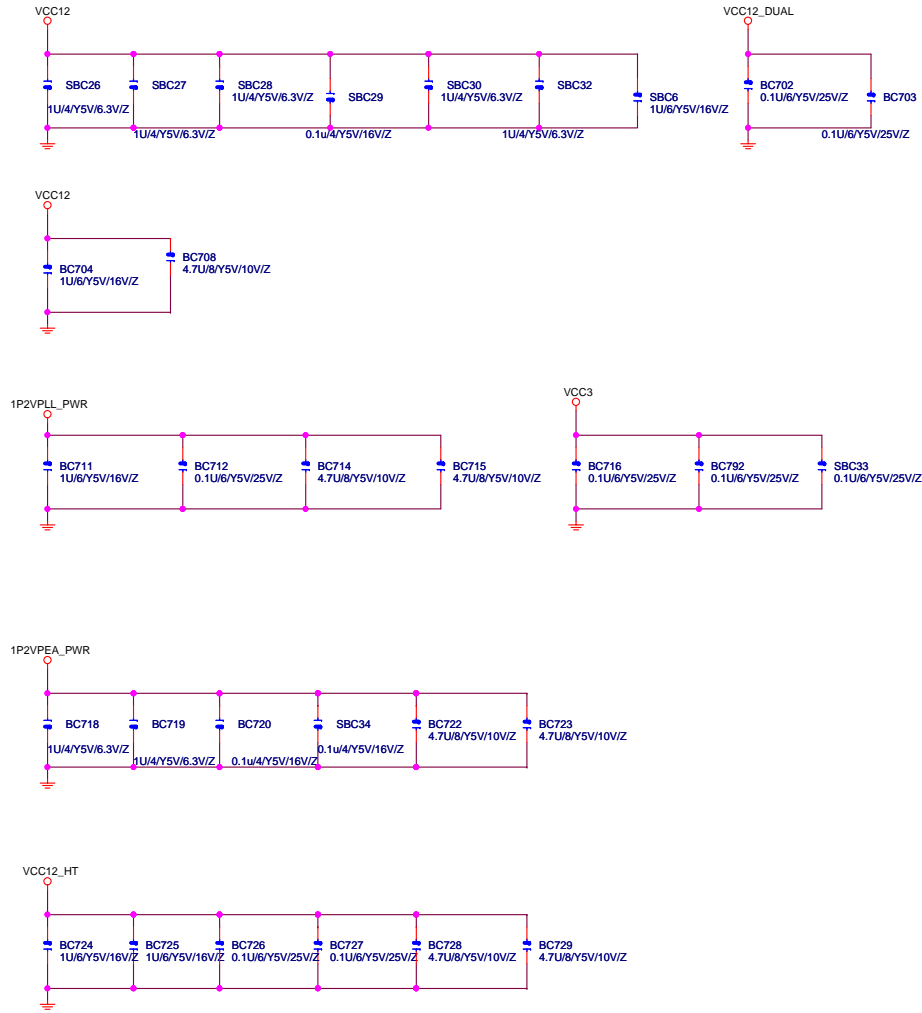 VCC12
VCC12_DUAL
SBC26
SBC27
SBC28
SBC30
SBC32
BC702
1U/4/Y5V/6.3V/Z
1U/4/Y5V/6.3V/Z
0.1U/6/Y5V/25V/Z
SBC29
SBC6
BC703
1U/4/Y5V/6.3V/Z
1U/6/Y5V/16V/Z
1U/4/Y5V/6.3V/Z
0.1u/4/Y5V/16V/Z
1U/4/Y5V/6.3V/Z
0.1U/6/Y5V/25V/Z
VCC12
BC708
BC704
4.7U/8/Y5V/10V/Z
1U/6/Y5V/16V/Z
VCC3
1P2VPLL_PWR
BC711
BC712
BC714
BC715
BC716
BC792
SBC33
1U/6/Y5V/16V/Z
0.1U/6/Y5V/25V/Z
4.7U/8/Y5V/10V/Z
4.7U/8/Y5V/10V/Z
0.1U/6/Y5V/25V/Z
0.1U/6/Y5V/25V/Z
0.1U/6/Y5V/25V/Z
1P2VPEA_PWR
BC718
BC719
BC720
SBC34
BC722
BC723
4.7U/8/Y5V/10V/Z
4.7U/8/Y5V/10V/Z
1U/4/Y5V/6.3V/Z
0.1u/4/Y5V/16V/Z
1U/4/Y5V/6.3V/Z
0.1u/4/Y5V/16V/Z
VCC12_HT
BC724
BC725
BC726
BC727
BC728
BC729
1U/6/Y5V/16V/Z
1U/6/Y5V/16V/Z
0.1U/6/Y5V/25V/Z
0.1U/6/Y5V/25V/Z
4.7U/8/Y5V/10V/Z
4.7U/8/Y5V/10V/Z